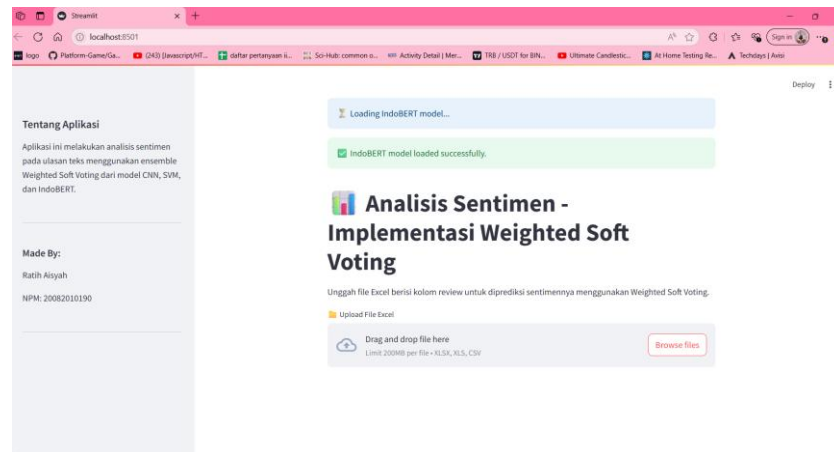 Streamlit
localhost:8501
Sign in
logo
Platform-Game/Ga...
(243) [Javascript/HT...
daftar pertanyaan ii...
Sci-Hub: common o...
Activity Detail | Mer...
TRB / USDT for BIN...
Ultimate Candlestic...
At Home Testing Re...
Techdays | Avisi
Deploy
Tentang Aplikasi
Aplikasi ini melakukan analisis sentimen
pada ulasan teks menggunakan ensemble
Weighted Soft Voting dari model CNN, SVM,
dan IndoBERT.
Made By:
Ratih Aisyah
NPM: 20082010190
Loading IndoBERT model...
IndoBERT model loaded successfully.
Analisis Sentimen -
Implementasi Weighted Soft
Voting
Unggah file Excel berisi kolom review untuk diprediksi sentimennya menggunakan Weighted Soft Voting.
Upload File Excel
Drag and drop file here
Limit 200MB per file • XLSX, XLS, CSV
Browse files